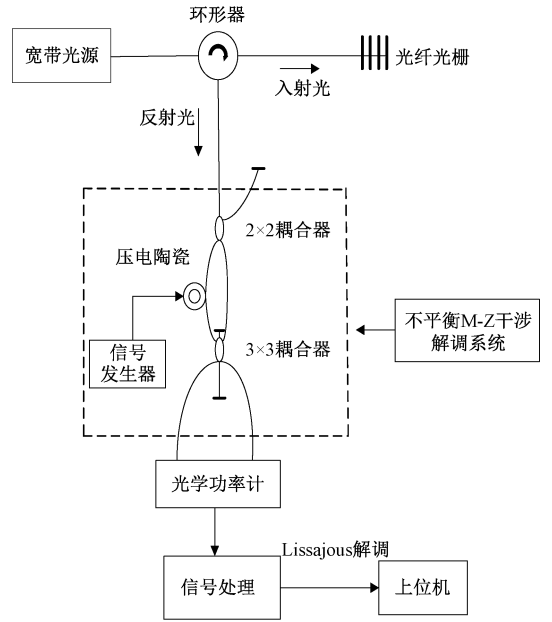 环形器
宽带光源
光纤光栅
入射光
反射光
2×2耦合器
压电陶瓷
不平衡M-Z干涉
解调系统
信号
发生器
3×3耦合器
光学功率计
Lissajous解调
信号处理
上位机